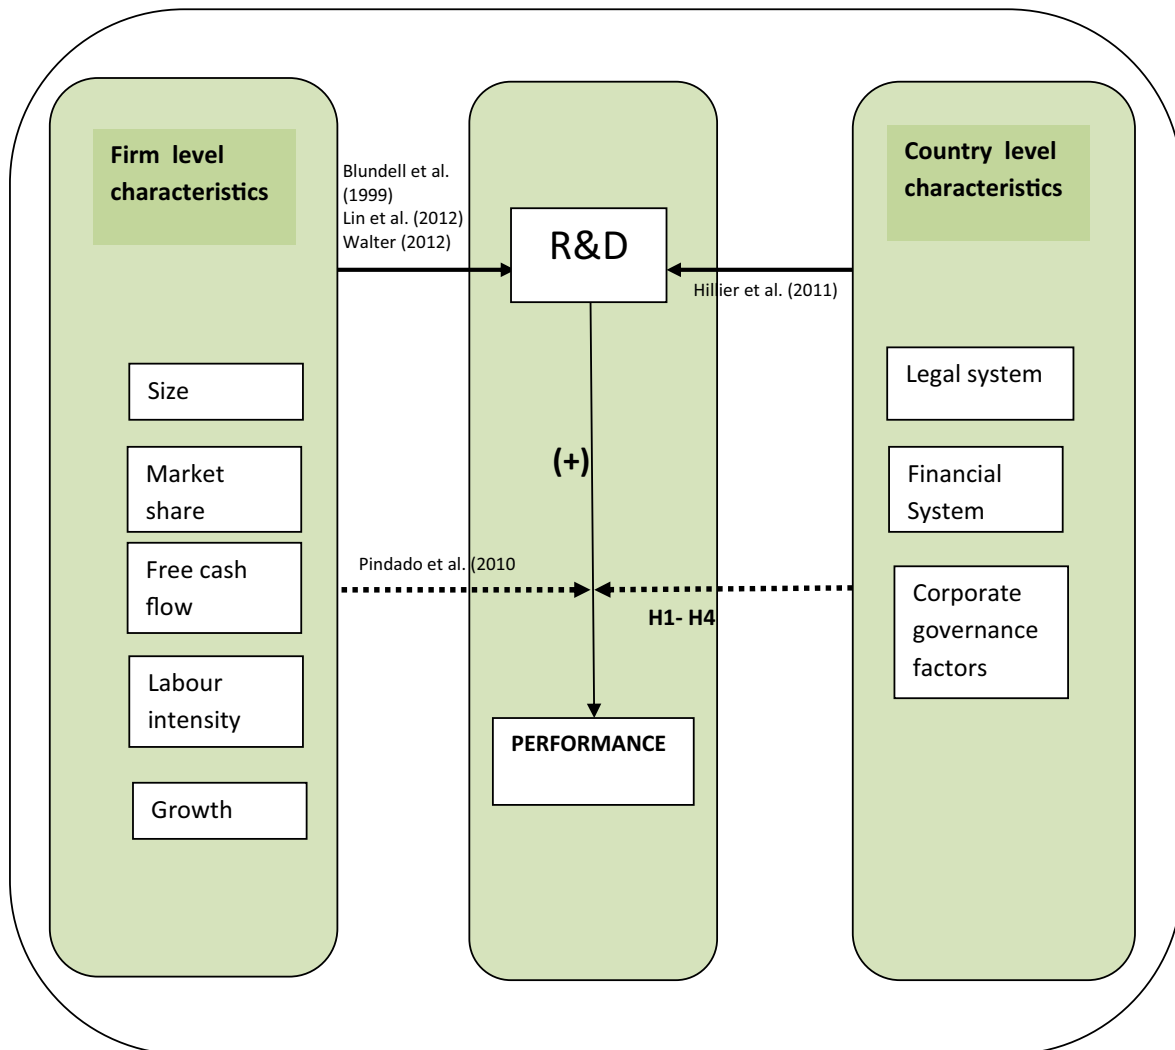 Firm level
characteristics
Size
Market
share
Free cash
flow
Labour
intensity
Growth
Blundell et al.
(1999)
Lin et al. (2012)
Walter (2012)
R&D
(+)
Pindado et al. (2010
H1- H4
PERFORMANCE
Hillier et al. (2011)
Country level
characteristics
Legal system
Financial
System
Corporate
governance
factors